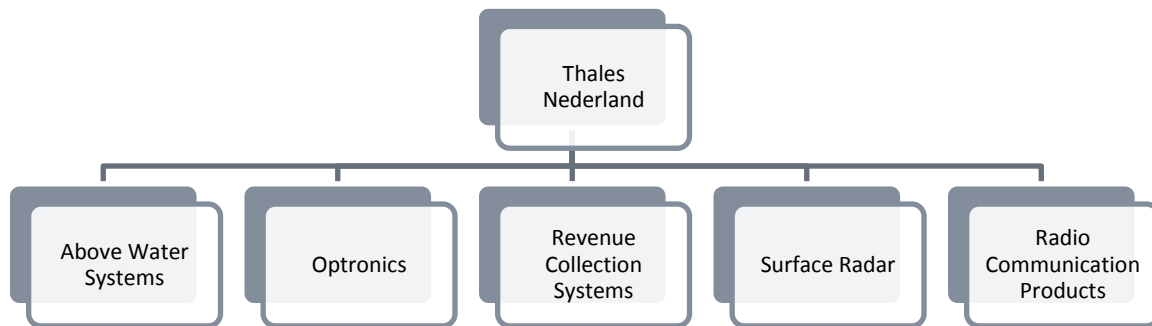 Thales
Nederland
Above Water
Systems
Optronics
Revenue
Collection
Systems
Surface Radar
Radio
Communication
Products